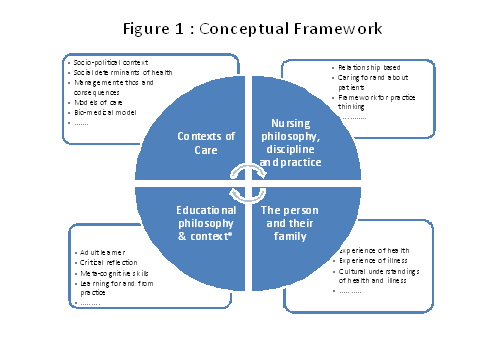 Figure 1 : Conceptual Framework
• Socio-political context
• Social determinants of health
• Management ethos and
consequences
• Models of care
• Bio-medical model
• .......
• Relationship based
• Caring for and about
patients
• Framework for practice
thinking
• ...........
Contexts of
Care
Nursing
philosophy,
discipline
and practice
Educational
philosophy
& context*
The person
and their
family
• Adult learner
• Critical reflection
• Meta-cognitive skills
• Learning for and from
practice
• .........
Experience of health
• Experience of illness
• Cultural understandings
of health and illness
• ..........